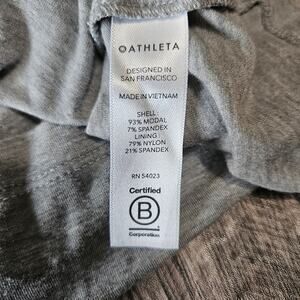 ATHLETA
DESIGNED IN
SAN FRANCISCO
MADE IN VIETNAM
SHELL:
93% MODAL
7% SPANDEX
LINING
79% NYLON
21% SPANDEX
RN 54023
Certified
B
Corporation